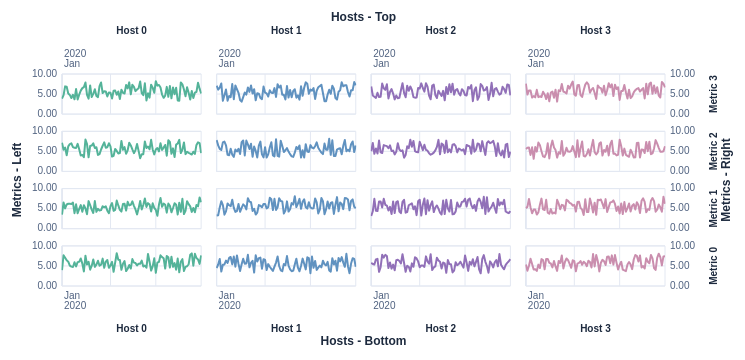 Hosts - Top
Host 0 Host 1 Host 2 Host 3
2020 2020 2020 2020
Jan Jan Jan Jan
10.00 10.00
5.00 5.00
0.00 0.00
Metric 3
10.00 10.00
5.00 5.00
0.00 0.00
Metric 2
Metrics - Left
Metrics - Right
10.00 10.00
5.00 5.00
0.00 0.00
Metric 1
10.00 10.00
5.00 5.00
0.00 0.00
Metric 0
Jan Jan Jan Jan
2020 2020 2020 2020
Host 0 Host 1 Host 2 Host 3
Hosts - Bottom